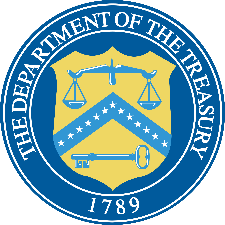 THE DEPARTMENT OF THE TREASURY
1789